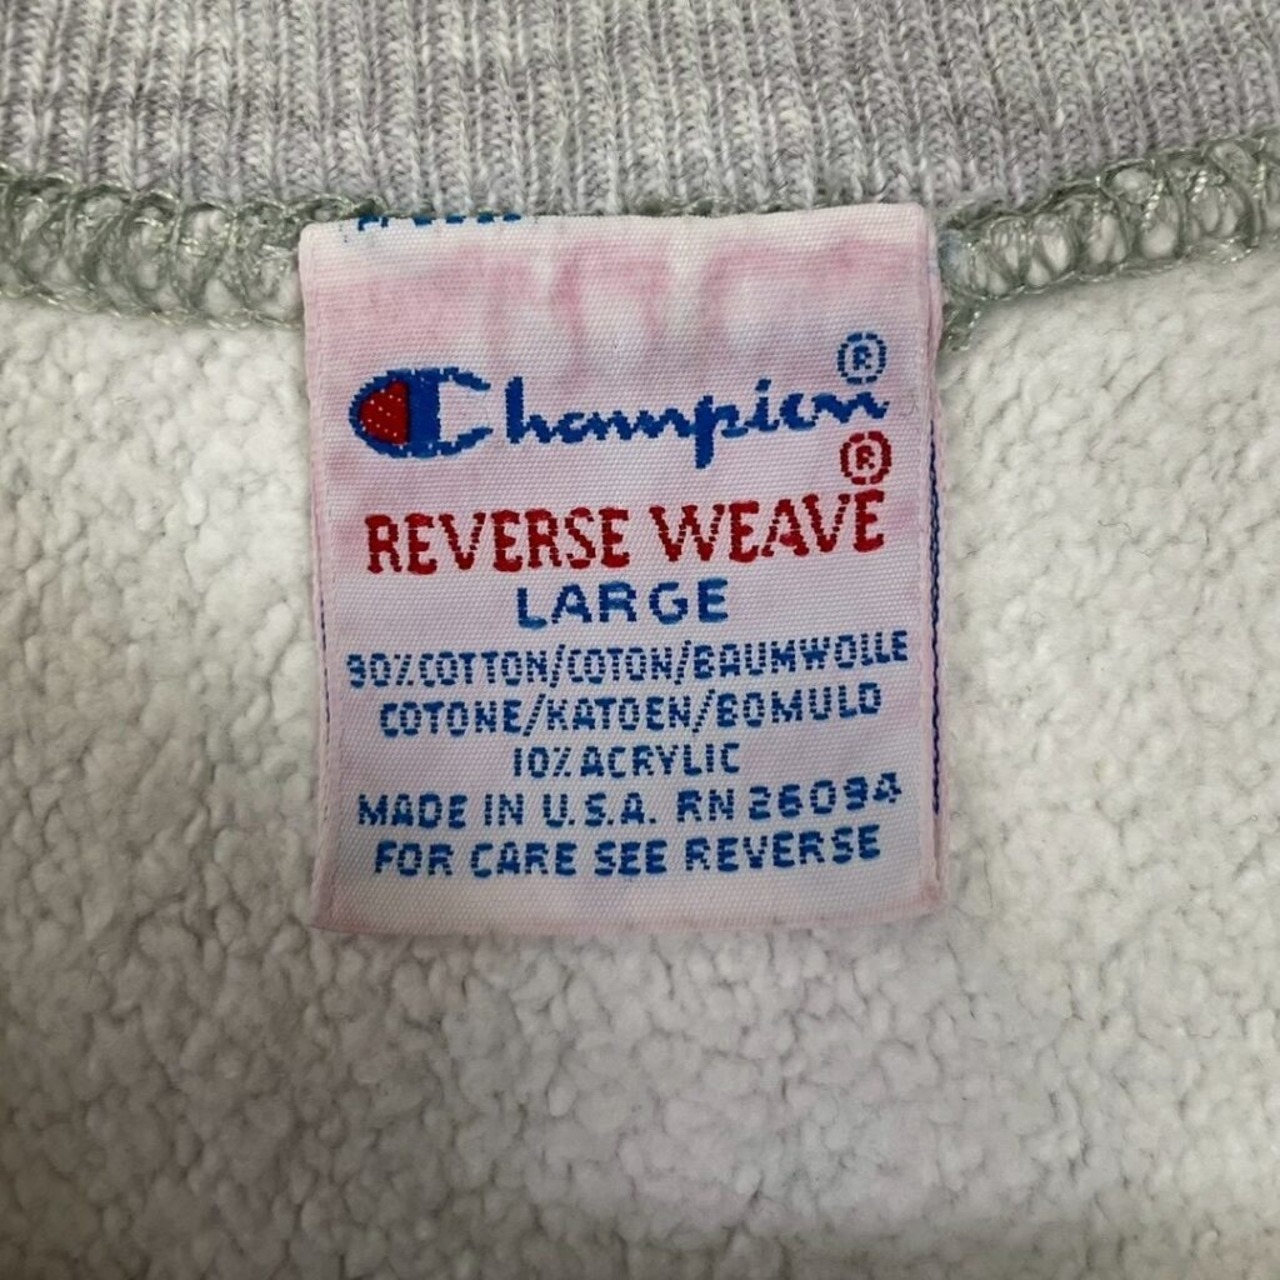 Champion®
®
REVERSE WEAVE
LARGE
90% COTTON/COTON/BAUMWOLLE
COTONE/KATOEN/BOMULD
10% ACRYLIC
MADE IN U.S.A. RN 26094
FOR CARE SEE REVERSE